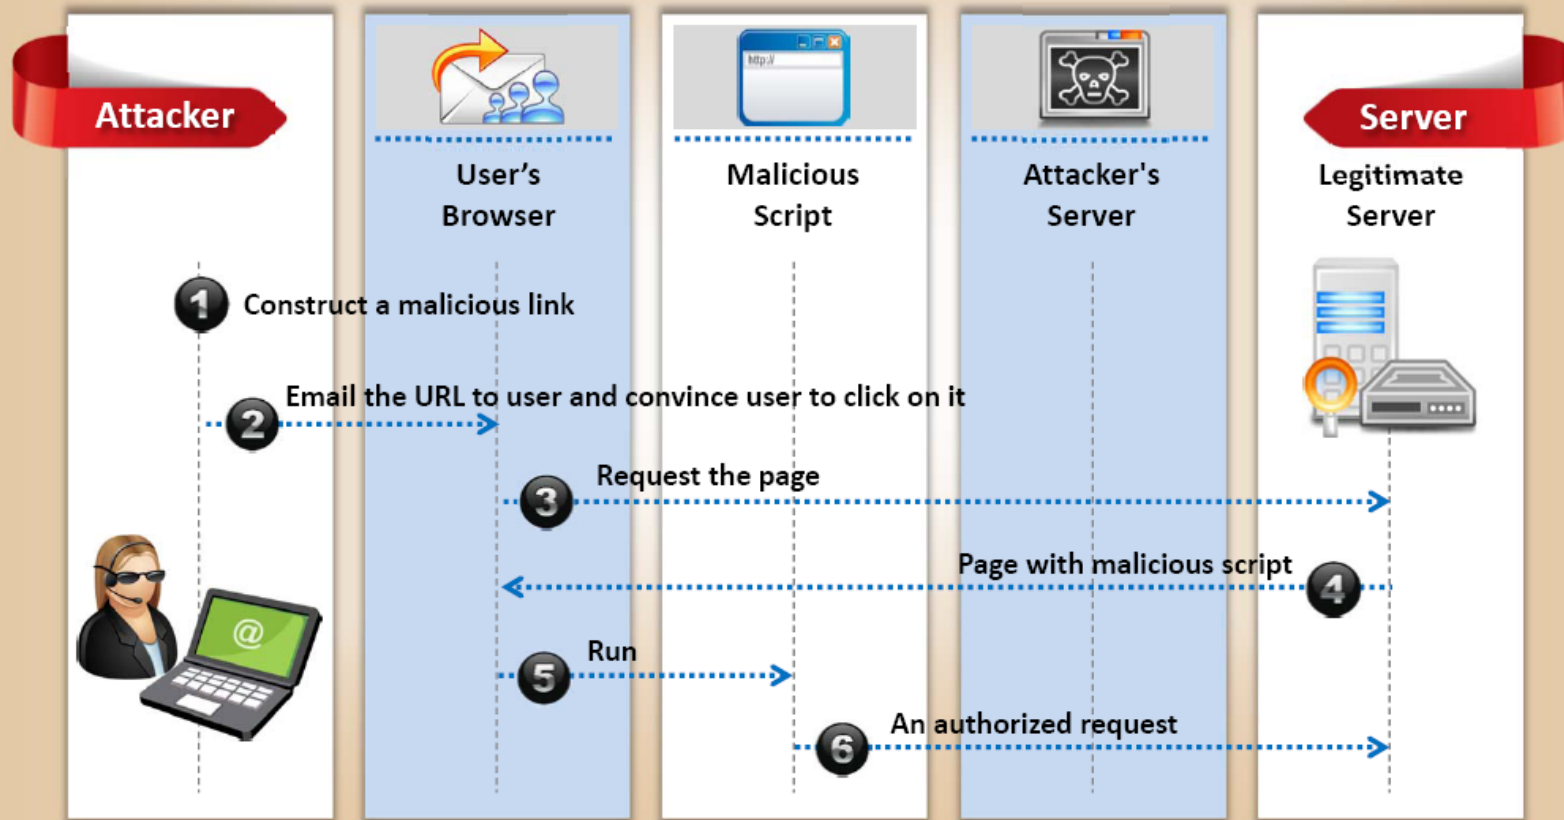 Attacker
http://
Server
User's
Browser
Malicious
Script
Attacker's
Server
Legitimate
Server
1
Construct a malicious link
Email the URL to user and convince user to click on it
2
Request the page
3
Page with malicious script
4
@
Run
5
An authorized request
6